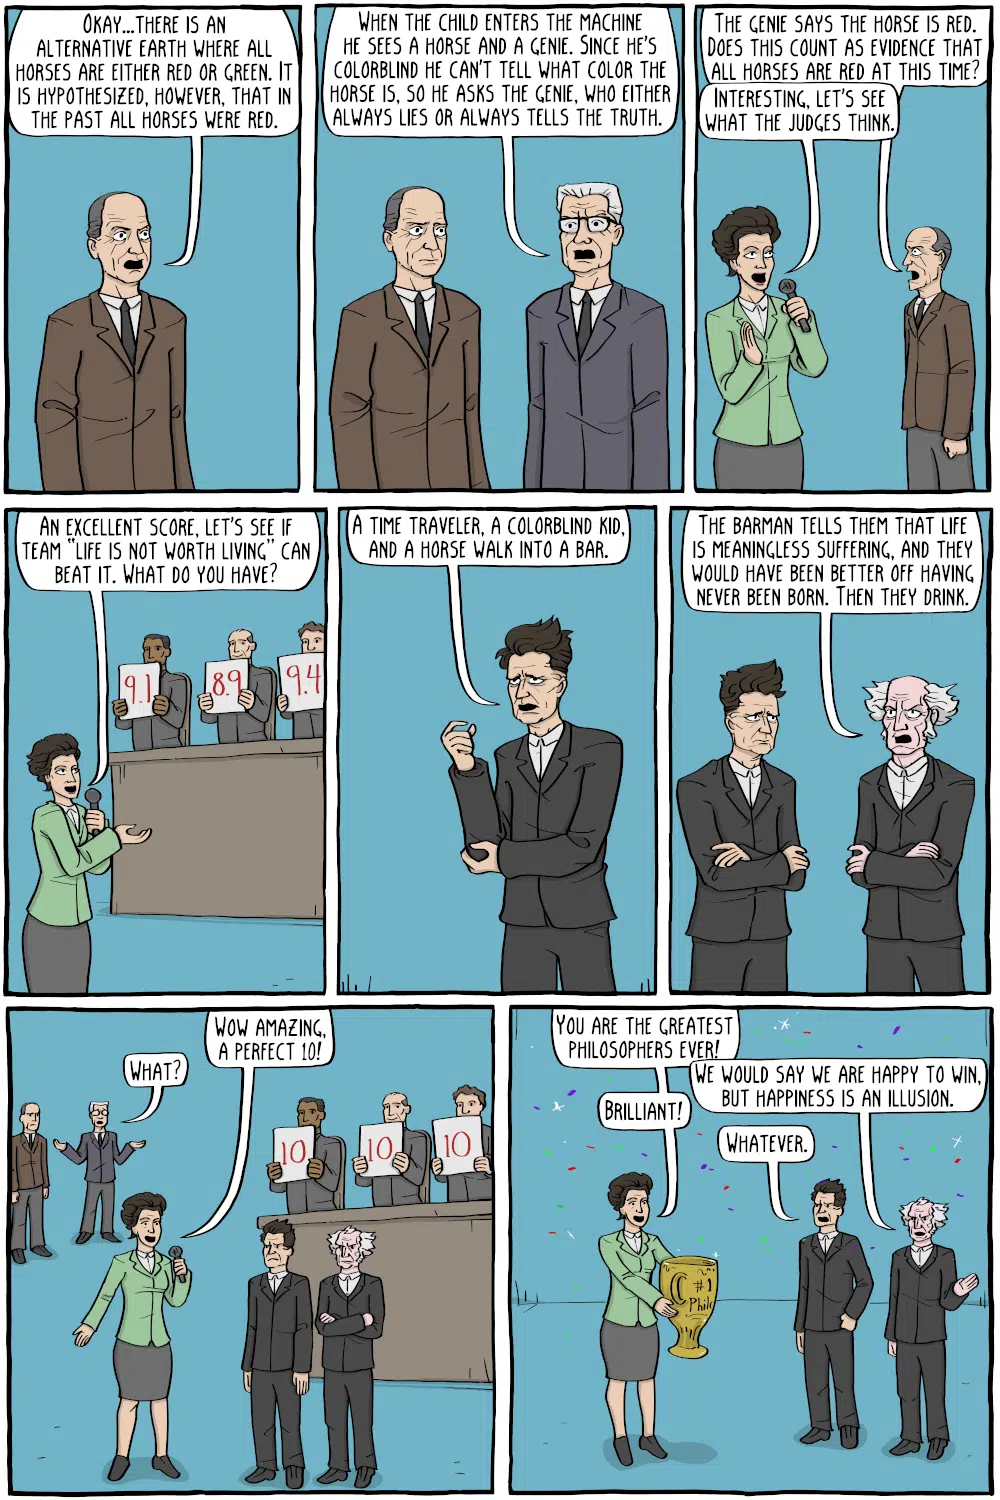 OKAY...THERE IS AN
ALTERNATIVE EARTH WHERE ALL
HORSES ARE EITHER RED OR GREEN. IT
IS HYPOTHESIZED, HOWEVER, THAT IN
THE PAST ALL HORSES WERE RED.
WHEN THE CHILD ENTERS THE MACHINE
HE SEES A HORSE AND A GENIE. SINCE HE'S
COLORBLIND HE CAN'T TELL WHAT COLOR THE
HORSE IS, SO HE ASKS THE GENIE, WHO EITHER
ALWAYS LIES OR ALWAYS TELLS THE TRUTH.
THE GENIE SAYS THE HORSE IS RED.
DOES THIS COUNT AS EVIDENCE THAT
ALL HORSES ARE RED AT THIS TIME?
INTERESTING, LET'S SEE
WHAT THE JUDGES THINK.
AN EXCELLENT SCORE, LET'S SEE IF
TEAM "LIFE IS NOT WORTH LIVING" CAN
BEAT IT. WHAT DO YOU HAVE?
9.1
8.9
9.4
A TIME TRAVELER, A COLORBLIND KID,
AND A HORSE WALK INTO A BAR.
THE BARMAN TELLS THEM THAT LIFE
IS MEANINGLESS SUFFERING, AND THEY
WOULD HAVE BEEN BETTER OFF HAVING
NEVER BEEN BORN. THEN THEY DRINK.
WOW AMAZING,
A PERFECT 10!
WHAT?
10
10
10
YOU ARE THE GREATEST
PHILOSOPHERS EVER!
WE WOULD SAY WE ARE HAPPY TO WIN,
BUT HAPPINESS IS AN ILLUSION.
BRILLIANT!
WHATEVER.
#1
Philo